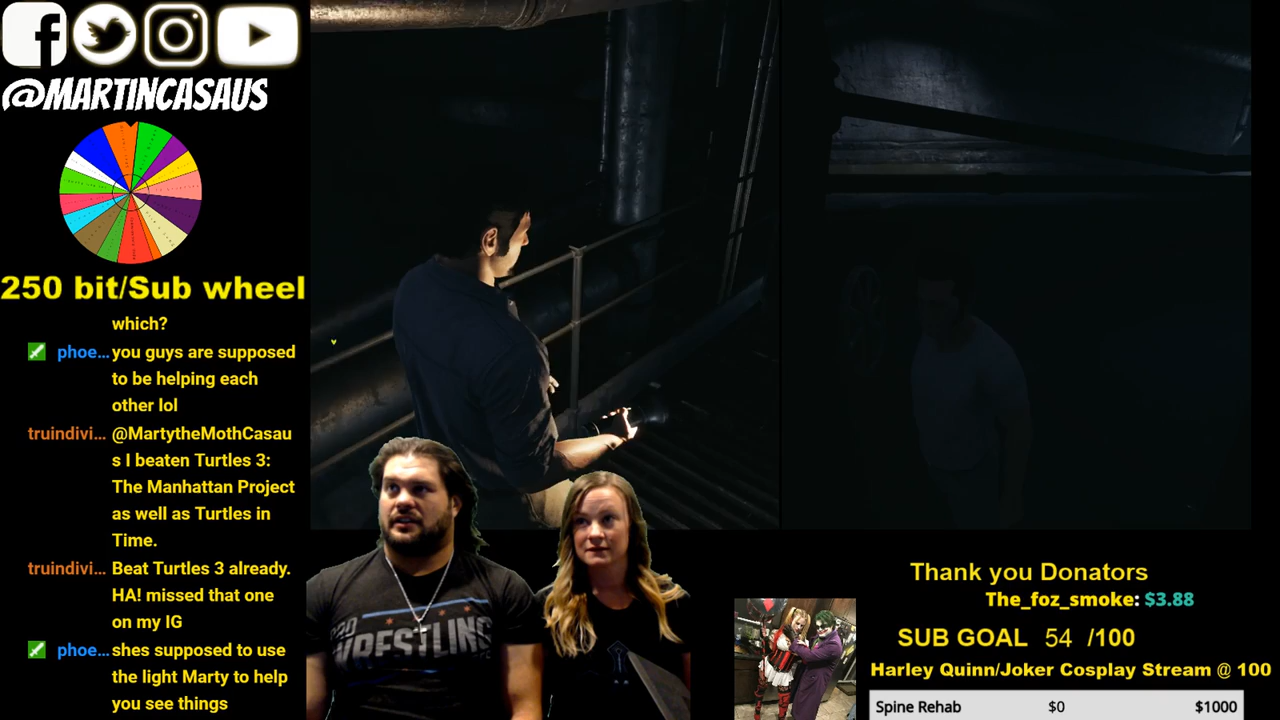 @MARTINCASAUS
250 bit/Sub wheel
which?
phoe... you guys are supposed
to be helping each
other lol
truindivi... @MartytheMothCasau
s I beaten Turtles 3:
The Manhattan Project
as well as Turtles in
Time.
truindivi... Beat Turtles 3 already.
HA! missed that one
on my IG
phoe... shes supposed to use
the light Marty to help
you see things
WRESTLING
Thank you Donators
The_foz_smoke: $3.88
SUB GOAL 54 /100
Harley Quinn/Joker Cosplay Stream @ 100
Spine Rehab $0 $1000